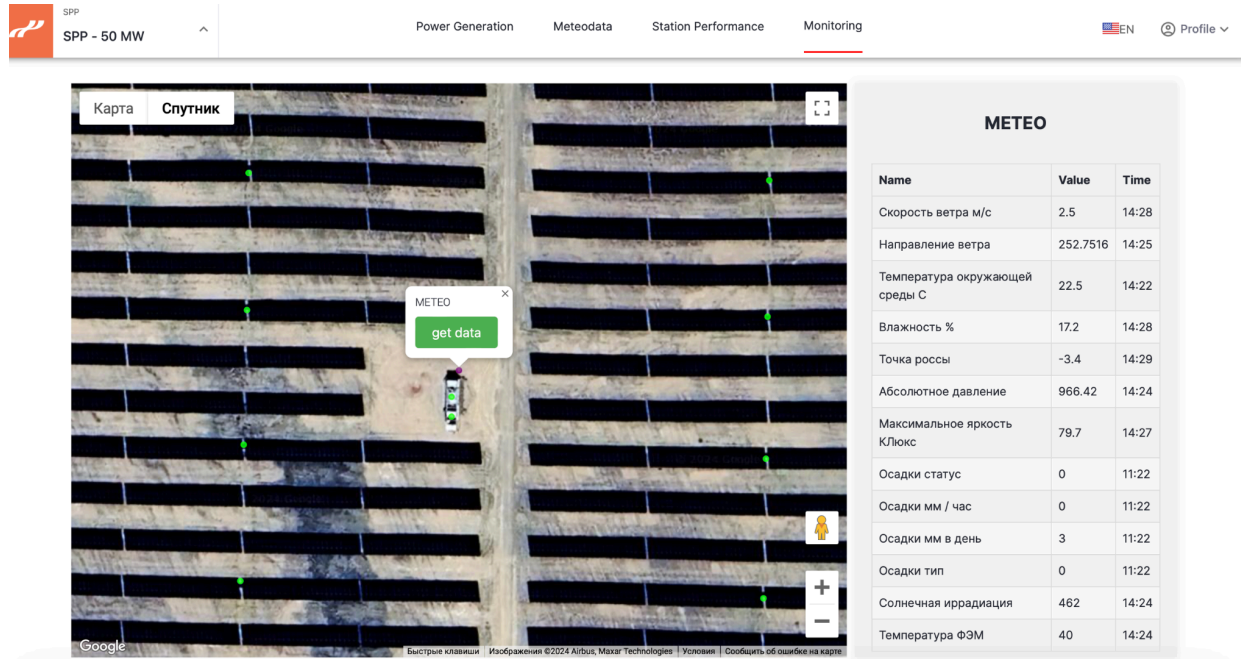 SPP
SPP - 50 MW
Power Generation
Meteodata
Station Performance
Monitoring
EN
Profile
Карта
Спутник
METEO
get data
Google
Быстрые клавиши
Изображения ©2024 Airbus, Maxar Technologies
Условия
Сообщить об ошибке на карте
METEO
Name Value Time
Скорость ветра м/с 2.5 14:28
Направление ветра 252.7516 14:25
Температура окружающей
среды С 22.5 14:22
Влажность % 17.2 14:28
Точка россы -3.4 14:29
Абсолютное давление 966.42 14:24
Максимальное яркость
КЛюкс 79.7 14:27
Осадки статус 0 11:22
Осадки мм / час 0 11:22
Осадки мм в день 3 11:22
Осадки тип 0 11:22
Солнечная иррадиация 462 14:24
Температура ФЭМ 40 14:24